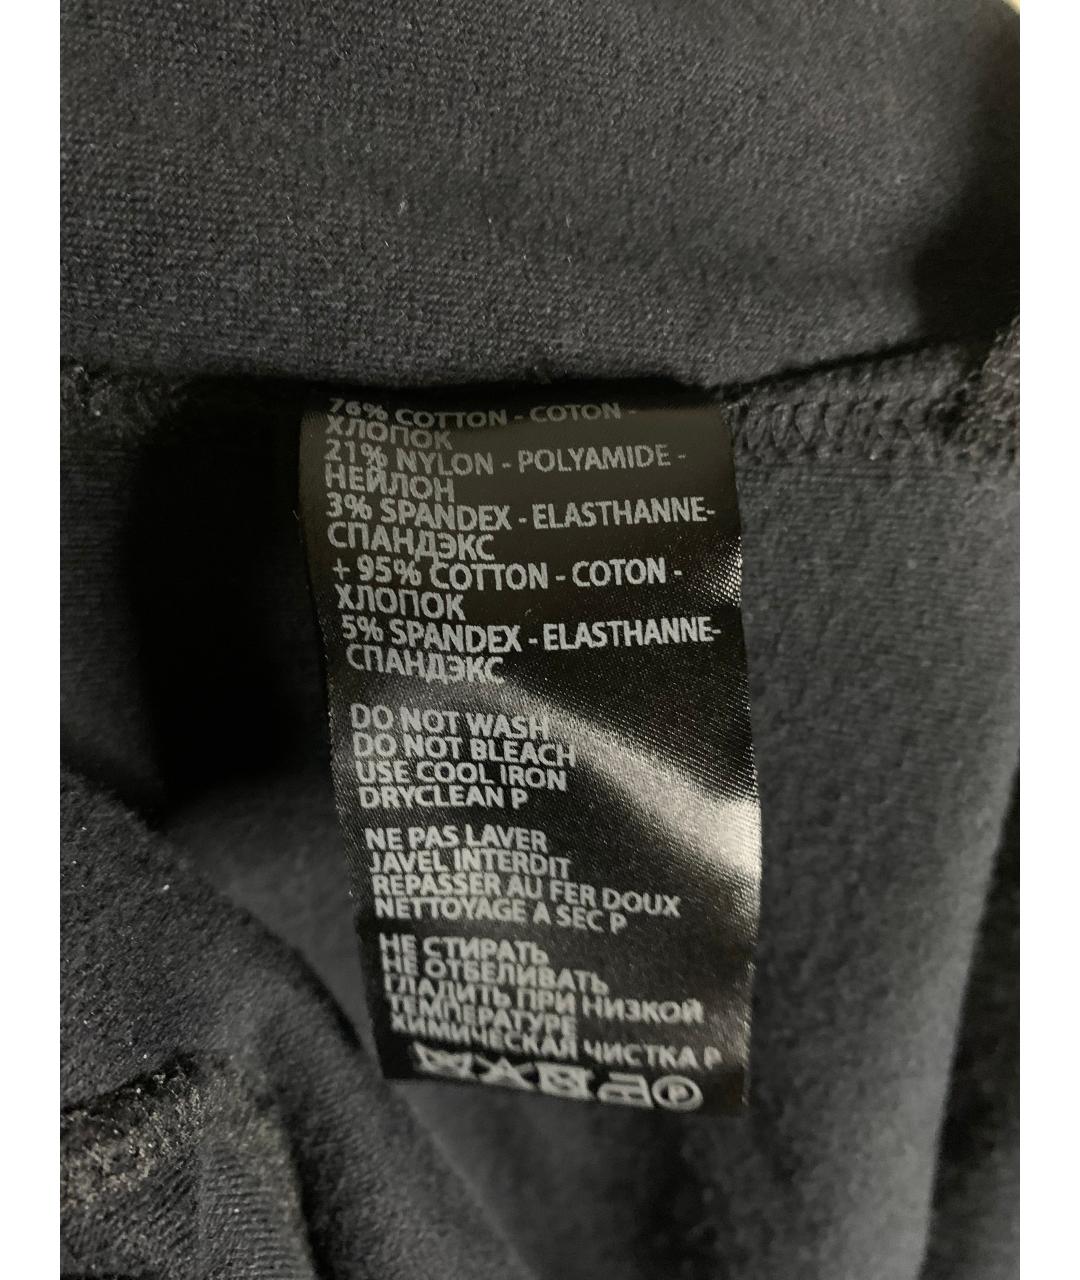 76% COTTON - COTON -
ХЛОПОК
21% NYLON - POLYAMIDE -
НЕЙЛОН
3% SPANDEX - ELASTHANNE-
СПАНДЭКС
+ 95% COTTON - COTON -
ХЛОПОК
5% SPANDEX - ELASTHANNE-
СПАНДЭКС
DO NOT WASH
DO NOT BLEACH
USE COOL IRON
DRYCLEAN P
NE PAS LAVER
JAVEL INTERDIT
REPASSER AU FER DOUX
NETTOYAGE A SEC P
НЕ СТИРАТЬ
НЕ ОТБЕЛИВАТЬ
ГЛАДИТЬ ПРИ НИЗКОЙ
ТЕМПЕРАТУРЕ
ХИМИЧЕСКАЯ ЧИСТКА P
P